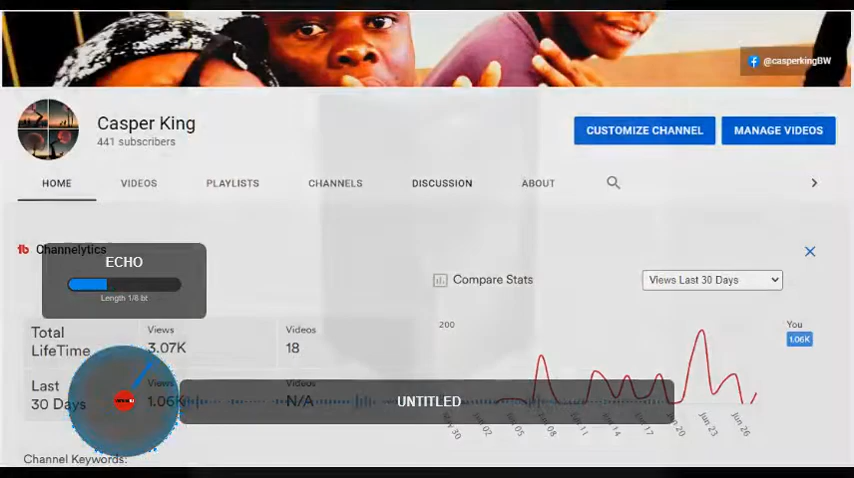 @casperkingBW
Casper King
441 subscribers
CUSTOMIZE CHANNEL
MANAGE VIDEOS
HOME
VIDEOS
PLAYLISTS
CHANNELS
DISCUSSION
ABOUT
Channelytics
ECHO
Length 1/8 bt
Compare Stats
Views Last 30 Days
Total
LifeTime
Views
3.07K
Videos
18
200
You
1.06K
Last
30 Days
Views
1.06K
Videos
N/A
UNTITLED
May 30
Jun 02
Jun 05
Jun 08
Jun 11
Jun 14
Jun 17
Jun 20
Jun 23
Jun 26
Channel Keywords: